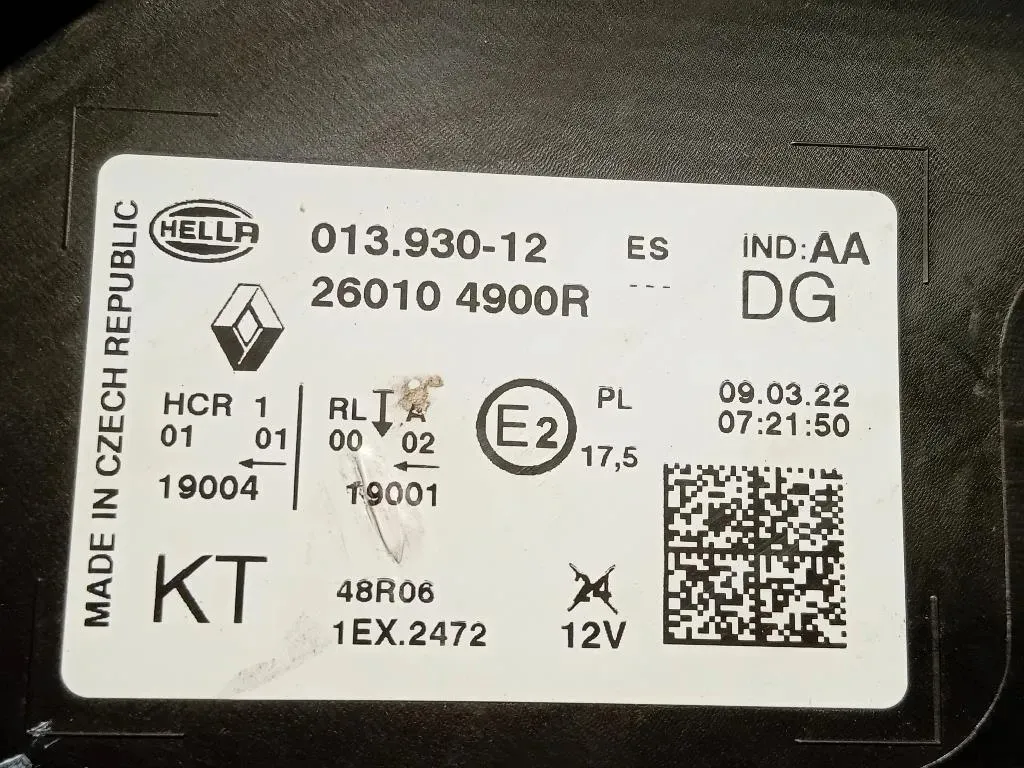 MADE IN CZECH REPUBLIC
HELLA
013.930-12 ES IND:AA
26010 4900R --- DG
HCR 1
01 01
19004
RL A
00 02
19001
E2
PL
17,5
09.03.22
07:21:50
KT
48R06
1EX.2472
24
12V